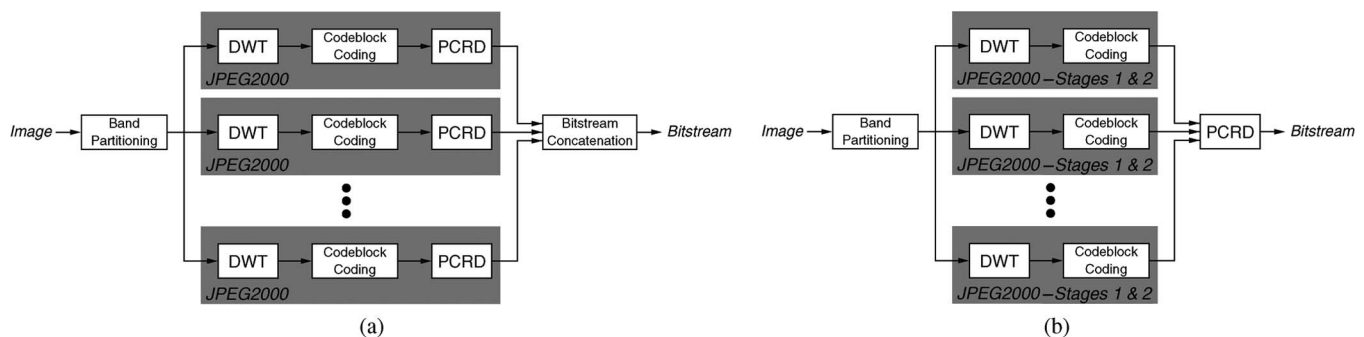 DWT
Codeblock
Coding
PCRD
JPEG2000
Image
Band
Partitioning
DWT
Codeblock
Coding
PCRD
JPEG2000
Bitstream
Concatenation
Bitstream
DWT
Codeblock
Coding
PCRD
JPEG2000
(a)
DWT
Codeblock
Coding
JPEG2000–Stages 1 & 2
Image
Band
Partitioning
DWT
Codeblock
Coding
JPEG2000–Stages 1 & 2
PCRD
Bitstream
DWT
Codeblock
Coding
JPEG2000–Stages 1 & 2
(b)